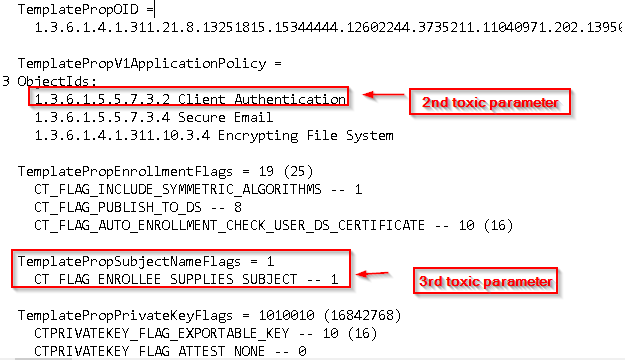 TemplatePropOID =
1.3.6.1.4.1.311.21.8.13251815.15344444.12602244.3735211.11040971.202.13950
TemplatePropV1ApplicationPolicy =
3 ObjectIds:
1.3.6.1.5.5.7.3.2 Client Authentication
2nd toxic parameter
1.3.6.1.5.5.7.3.4 Secure Email
1.3.6.1.4.1.311.10.3.4 Encrypting File System
TemplatePropEnrollmentFlags = 19 (25)
CT_FLAG_INCLUDE_SYMMETRIC_ALGORITHMS -- 1
CT_FLAG_PUBLISH_TO_DS -- 8
CT_FLAG_AUTO_ENROLLMENT_CHECK_USER_DS_CERTIFICATE -- 10 (16)
TemplatePropSubjectNameFlags = 1
CT_FLAG_ENROLLEE_SUPPLIES_SUBJECT -- 1
3rd toxic parameter
TemplatePropPrivateKeyFlags = 1010010 (16842768)
CTPRIVATEKEY_FLAG_EXPORTABLE_KEY -- 10 (16)
CTPRIVATEKEY_FLAG_ATTEST_NONE -- 0